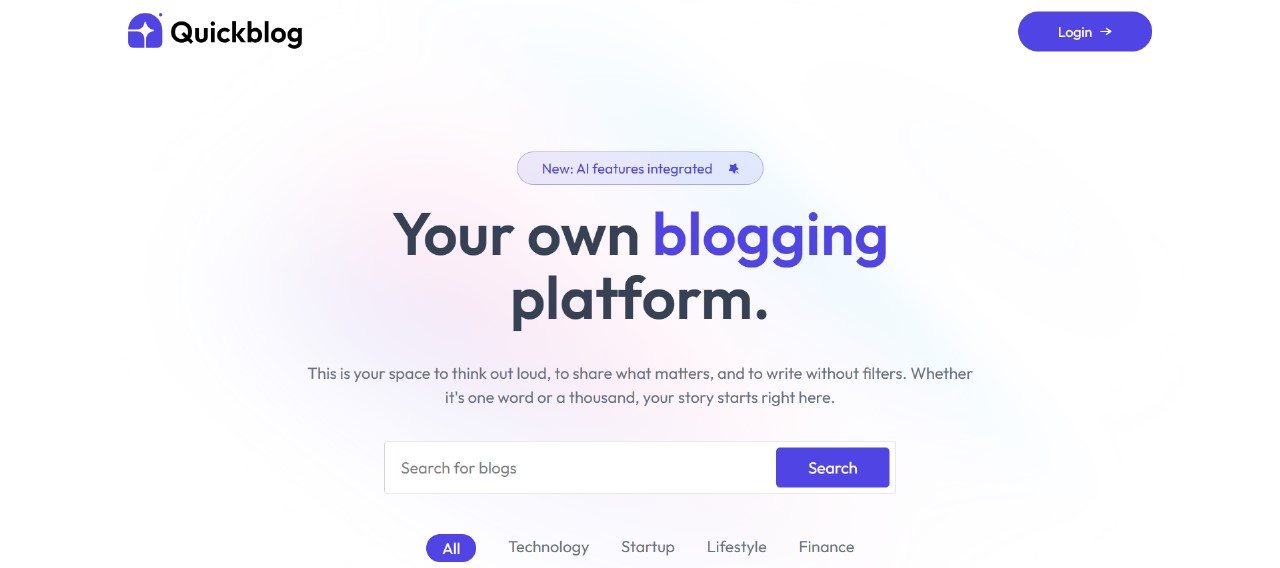 Quickblog
Login →
New: AI features integrated
Your own blogging
platform.
This is your space to think out loud, to share what matters, and to write without filters. Whether
it's one word or a thousand, your story starts right here.
Search for blogs
Search
All Technology Startup Lifestyle Finance